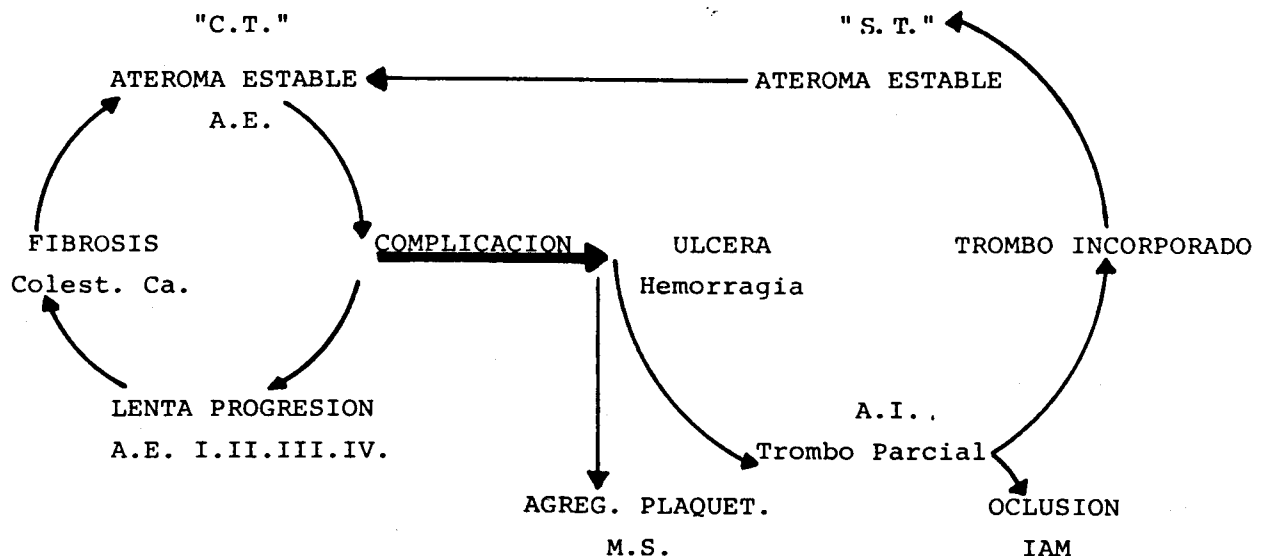 "C.T."
"S.T."
ATEROMA ESTABLE
ATEROMA ESTABLE
A.E.
FIBROSIS
COMPLICACION
ULCERA
TROMBO INCORPORADO
Colest. Ca.
Hemorragia
LENTA PROGRESION
A.I.
A.E. I.II.III.IV.
Trombo Parcial
AGREG. PLAQUET.
OCLUSION
M.S.
IAM